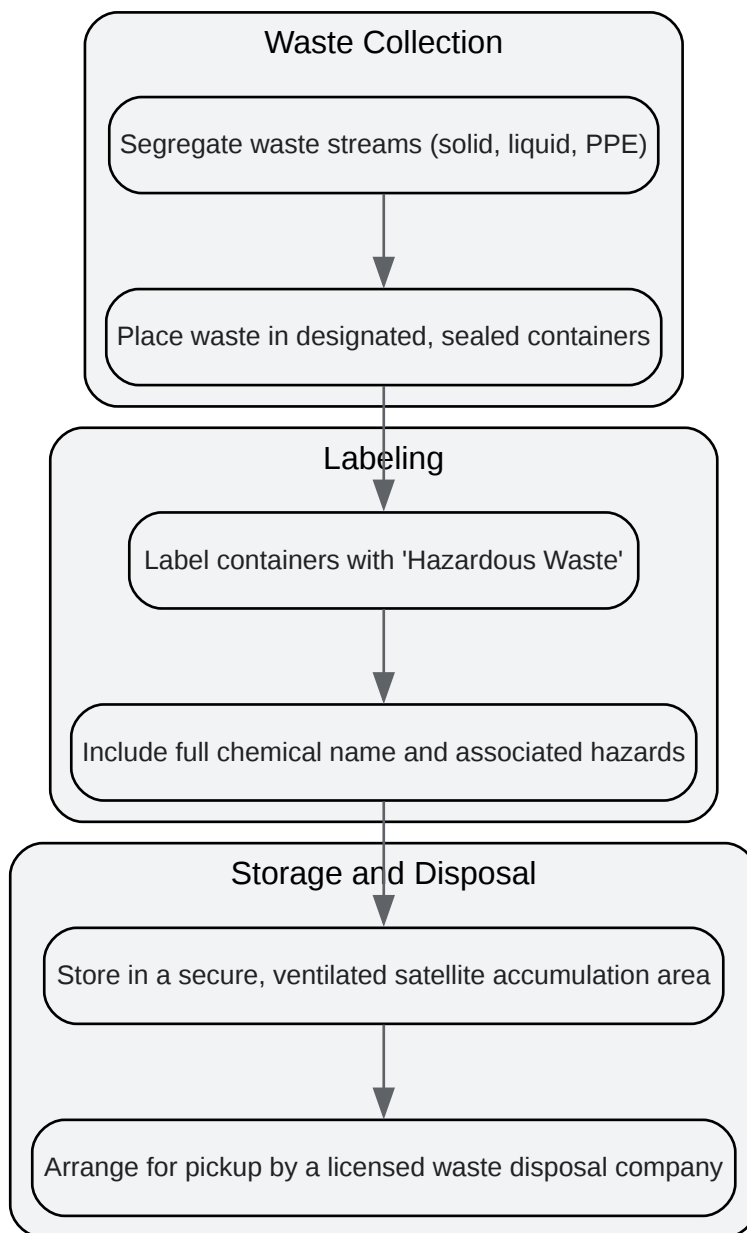 Waste Collection
Segregate waste streams (solid, liquid, PPE)
Place waste in designated, sealed containers
Labeling
Label containers with 'Hazardous Waste'
Include full chemical name and associated hazards
Storage and Disposal
Store in a secure, ventilated satellite accumulation area
Arrange for pickup by a licensed waste disposal company